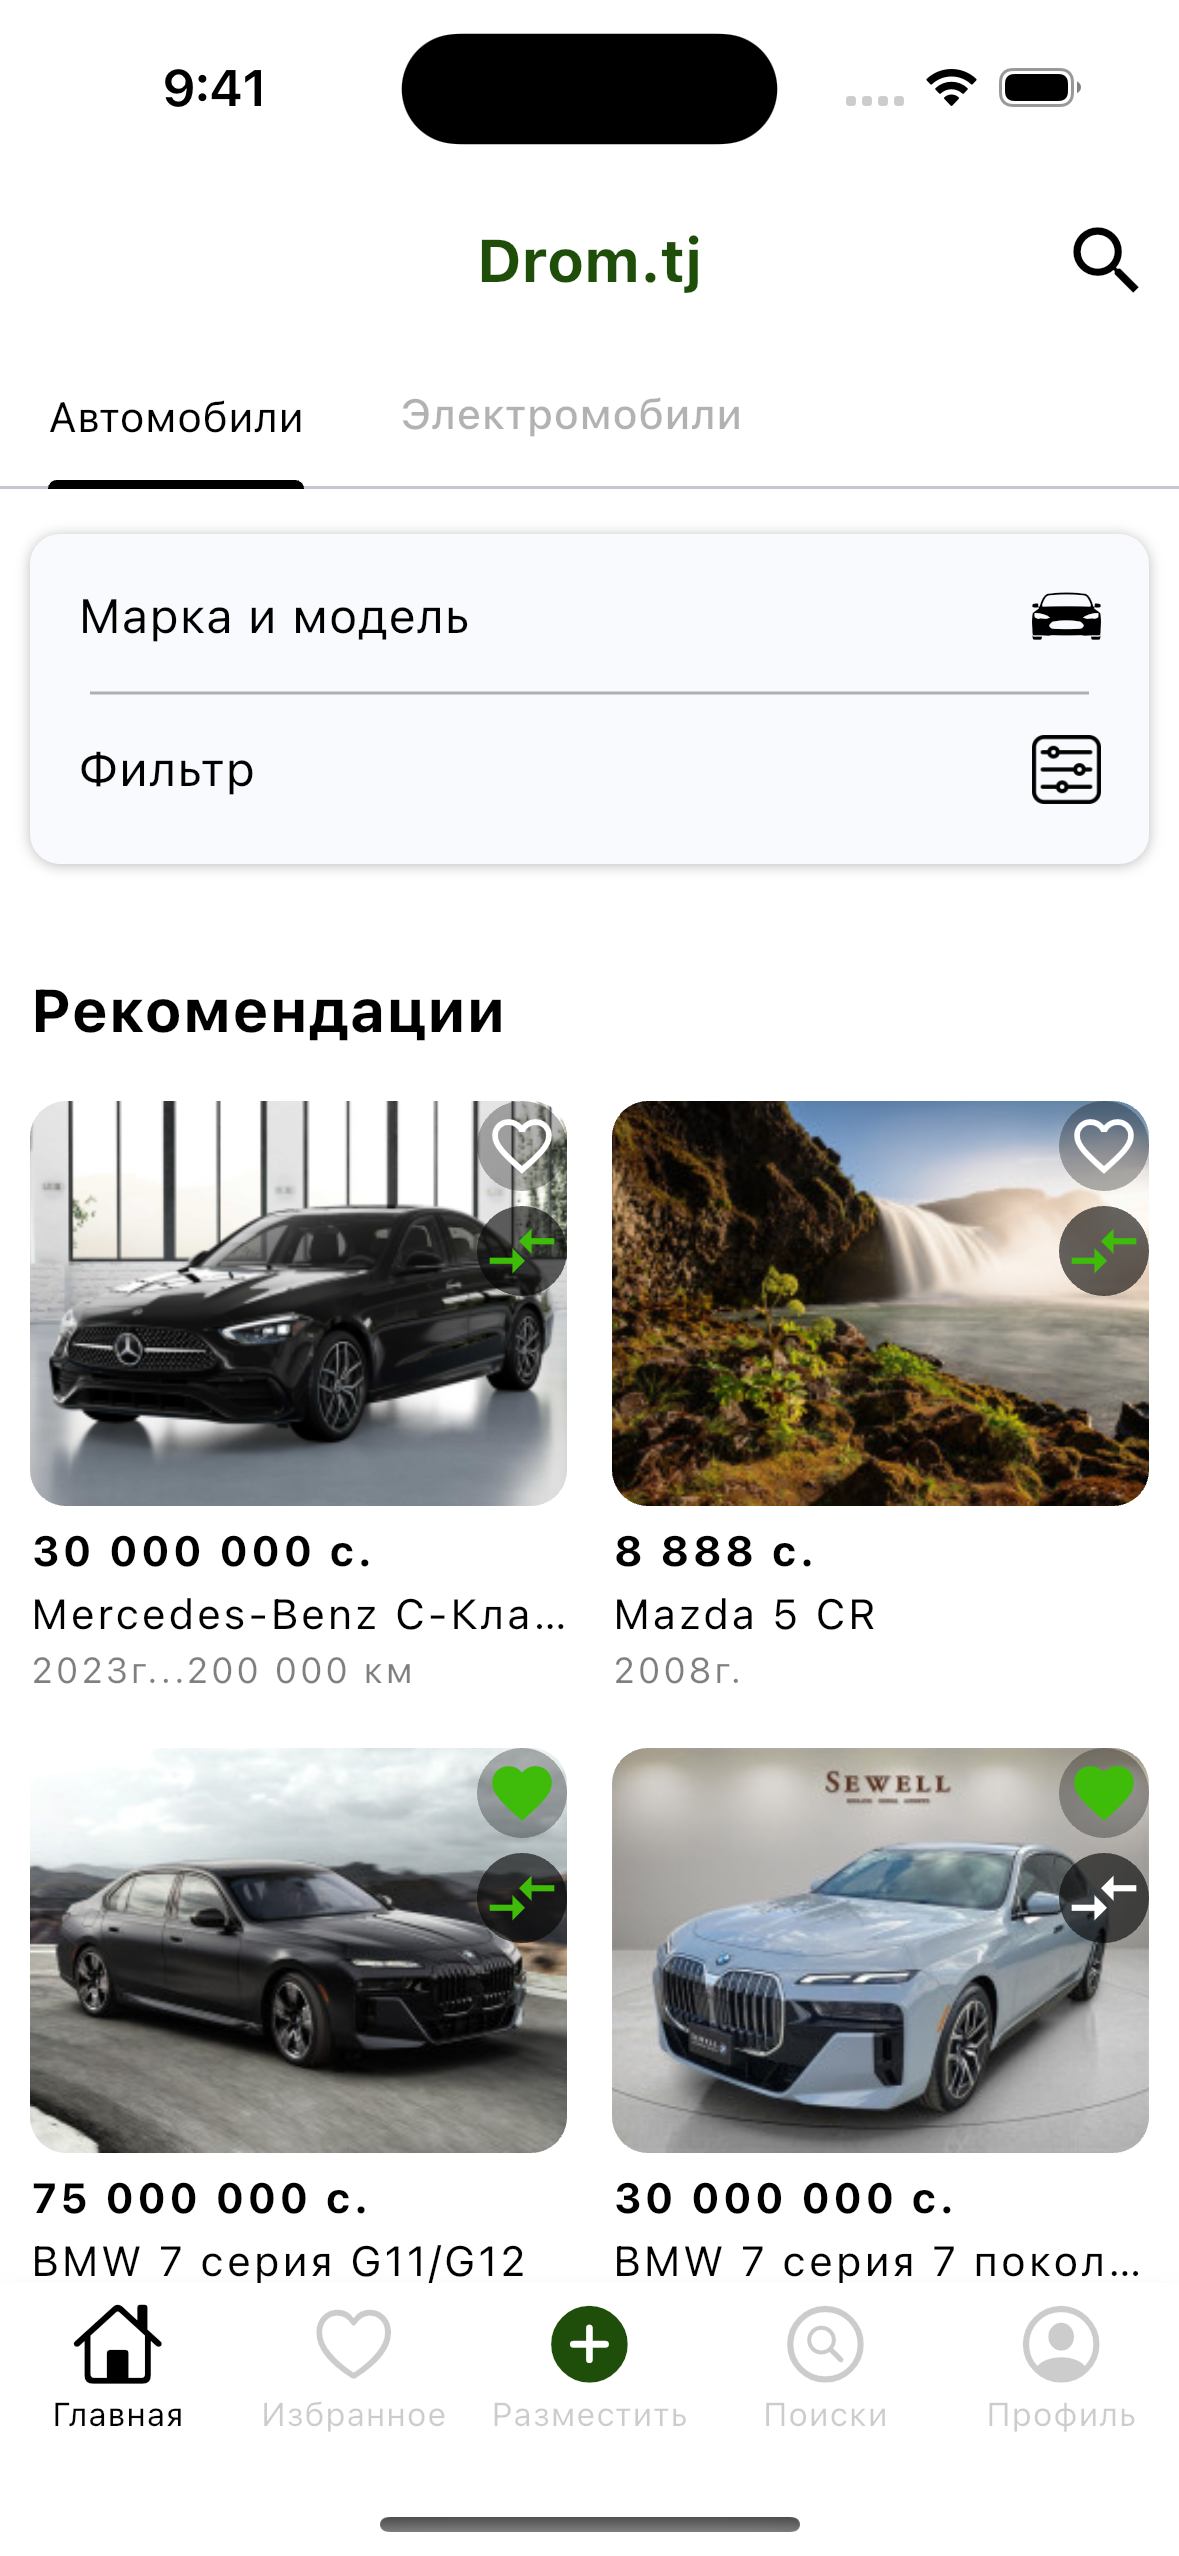 9:41
Drom.tj
Автомобили Электромобили
Марка и модель
Фильтр
Рекомендации
30 000 000 с. 8 888 с.
Mercedes-Benz C-Кла... Mazda 5 CR
2023г...200 000 км 2008г.
SEWELL
SEWELL
75 000 000 с. 30 000 000 с.
BMW 7 серия G11/G12 BMW 7 серия 7 покол...
Главная Избранное Разместить Поиски Профиль